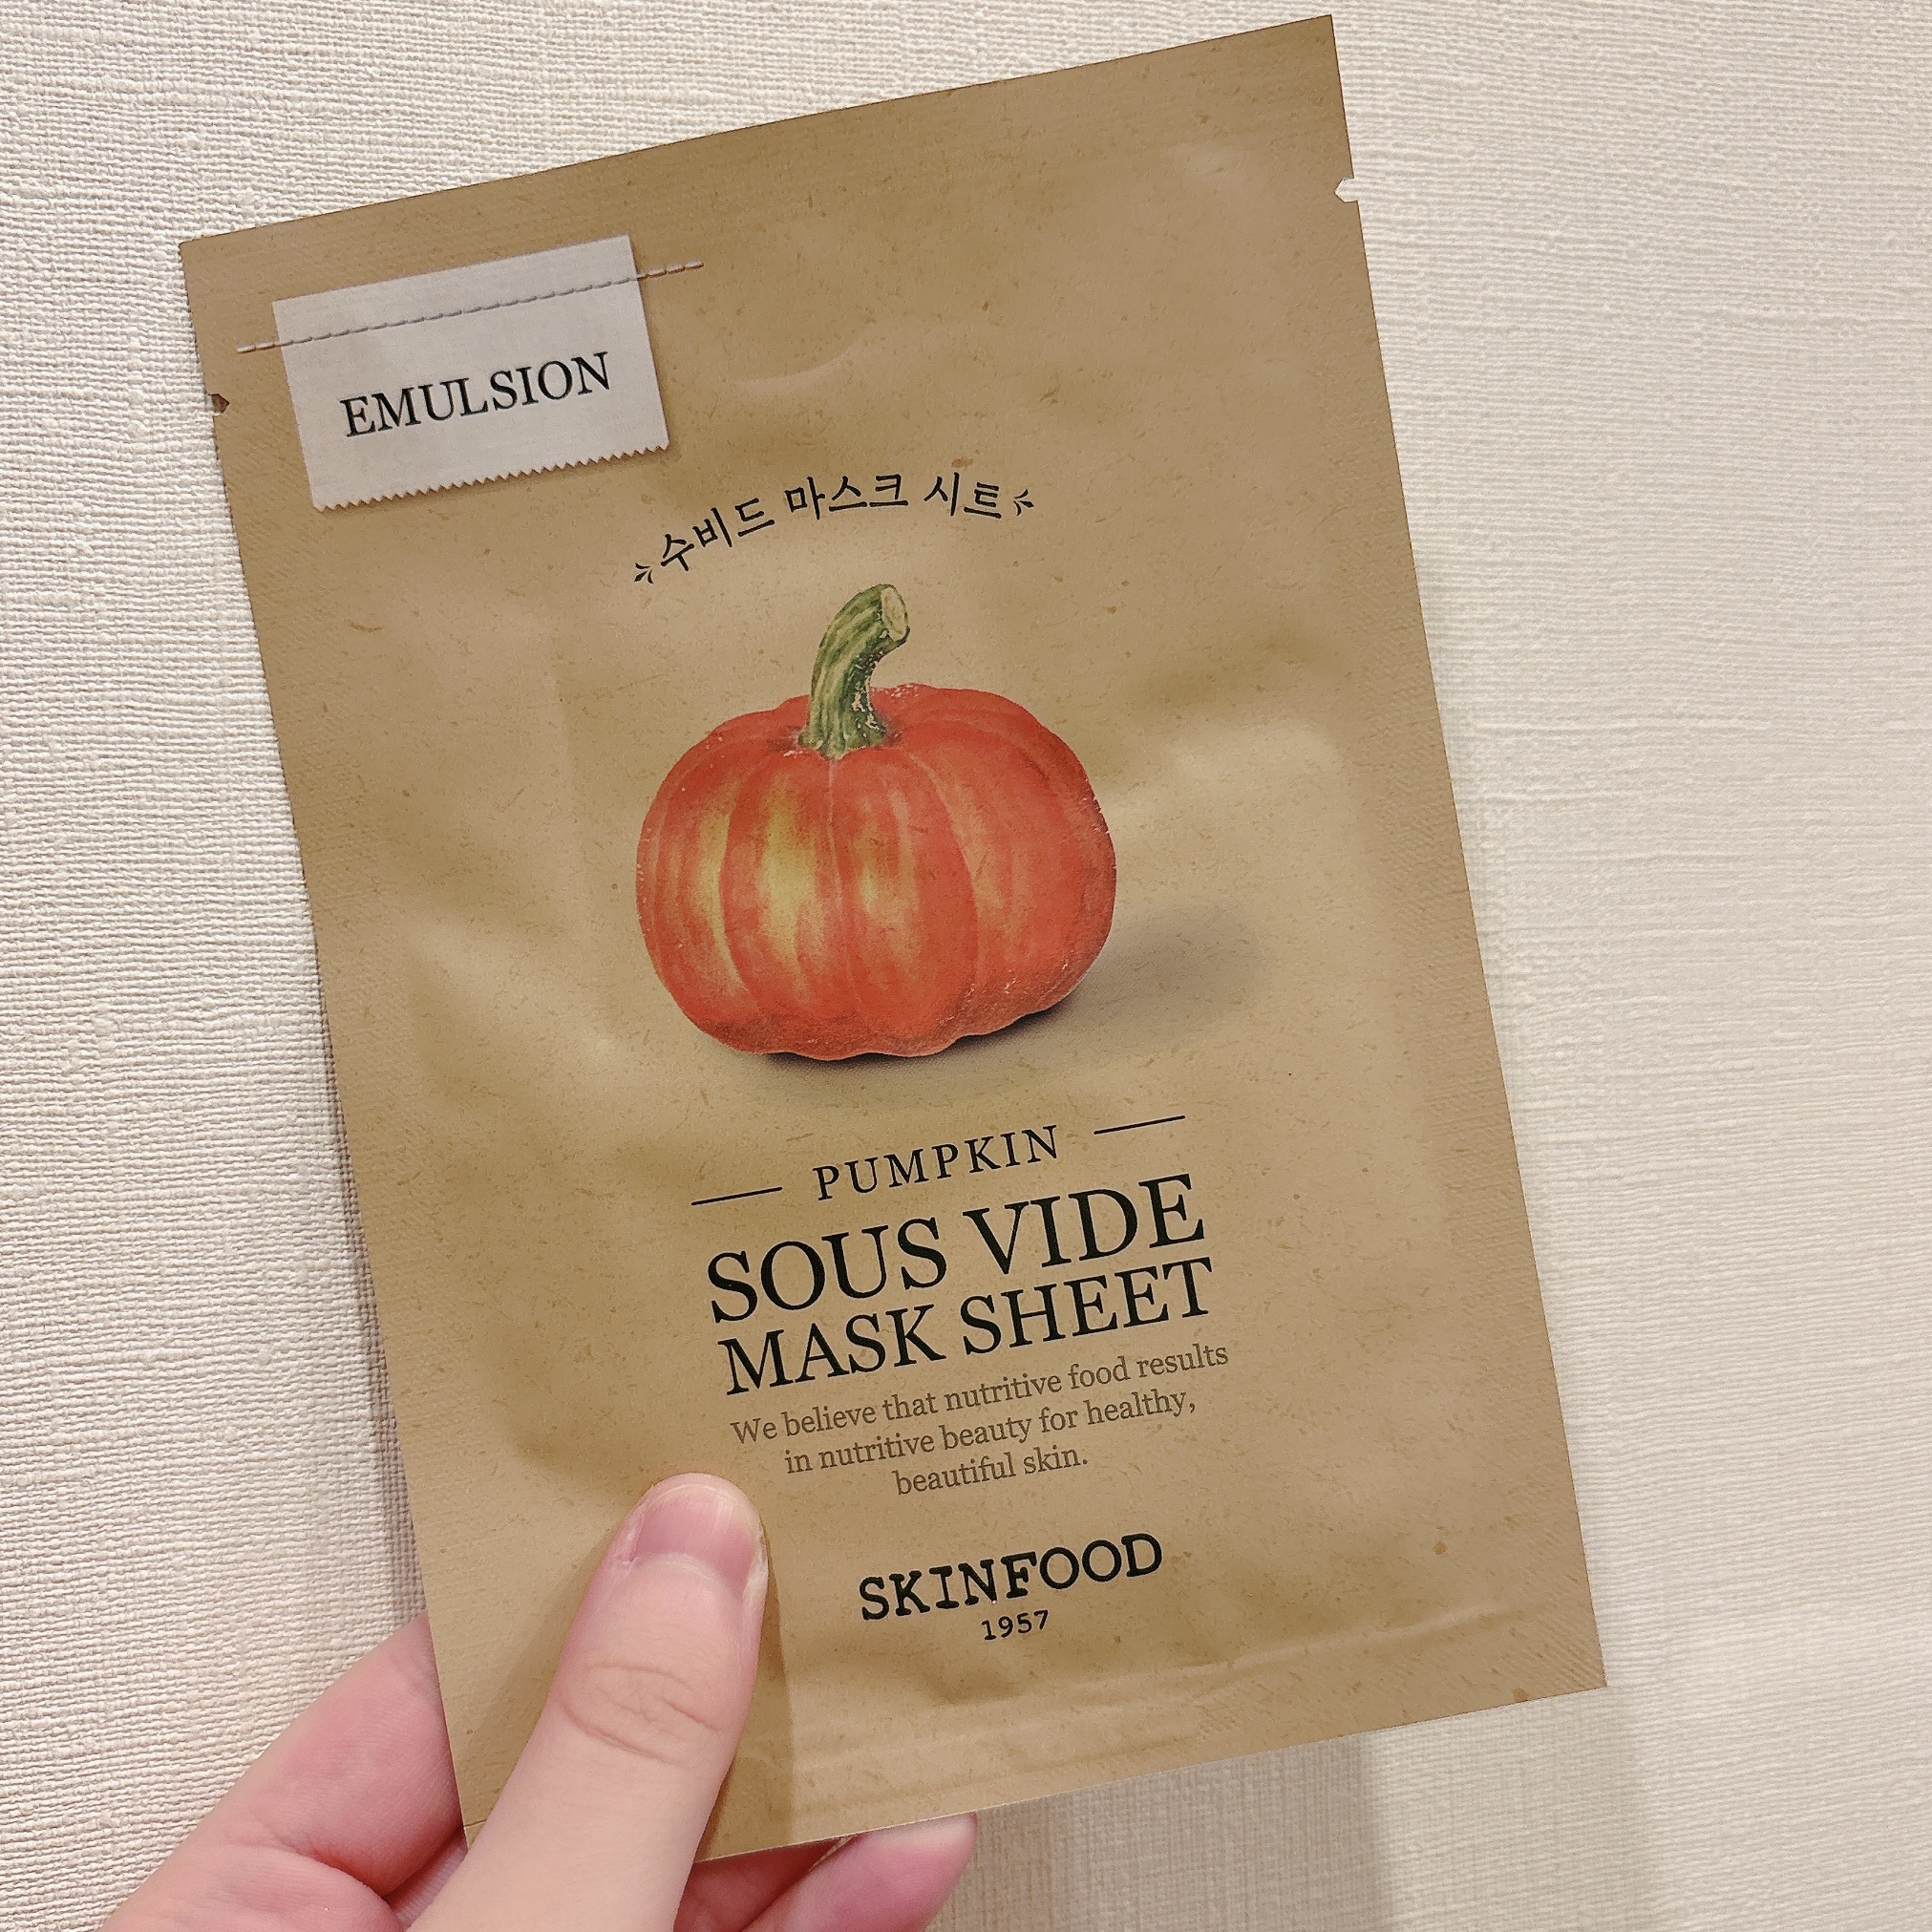 EMULSION
수비드 마스크 시트
PUMPKIN
SOUS VIDE
MASK SHEET
We believe that nutritive food results
in nutritive beauty for healthy,
beautiful skin.
SKINFOOD
1957